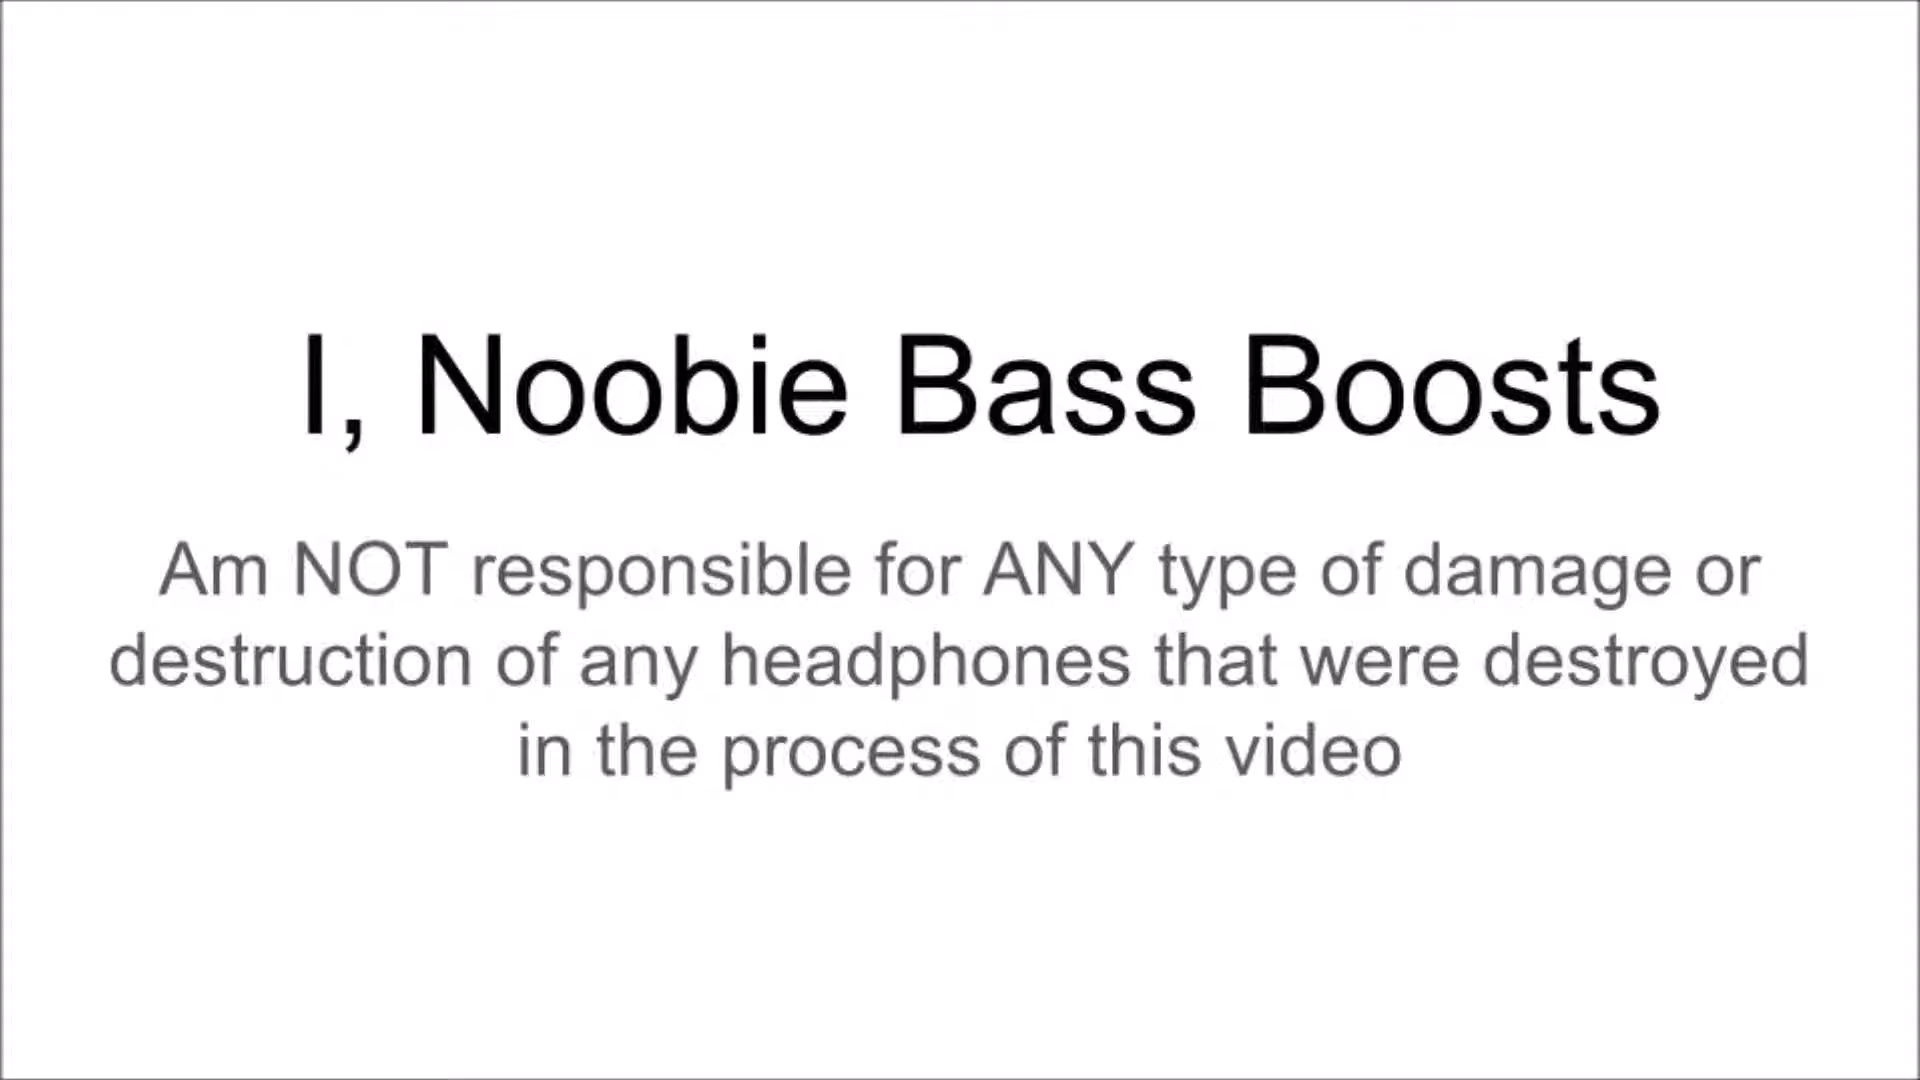 I, Noobie Bass Boosts
Am NOT responsible for ANY type of damage or
destruction of any headphones that were destroyed
in the process of this video